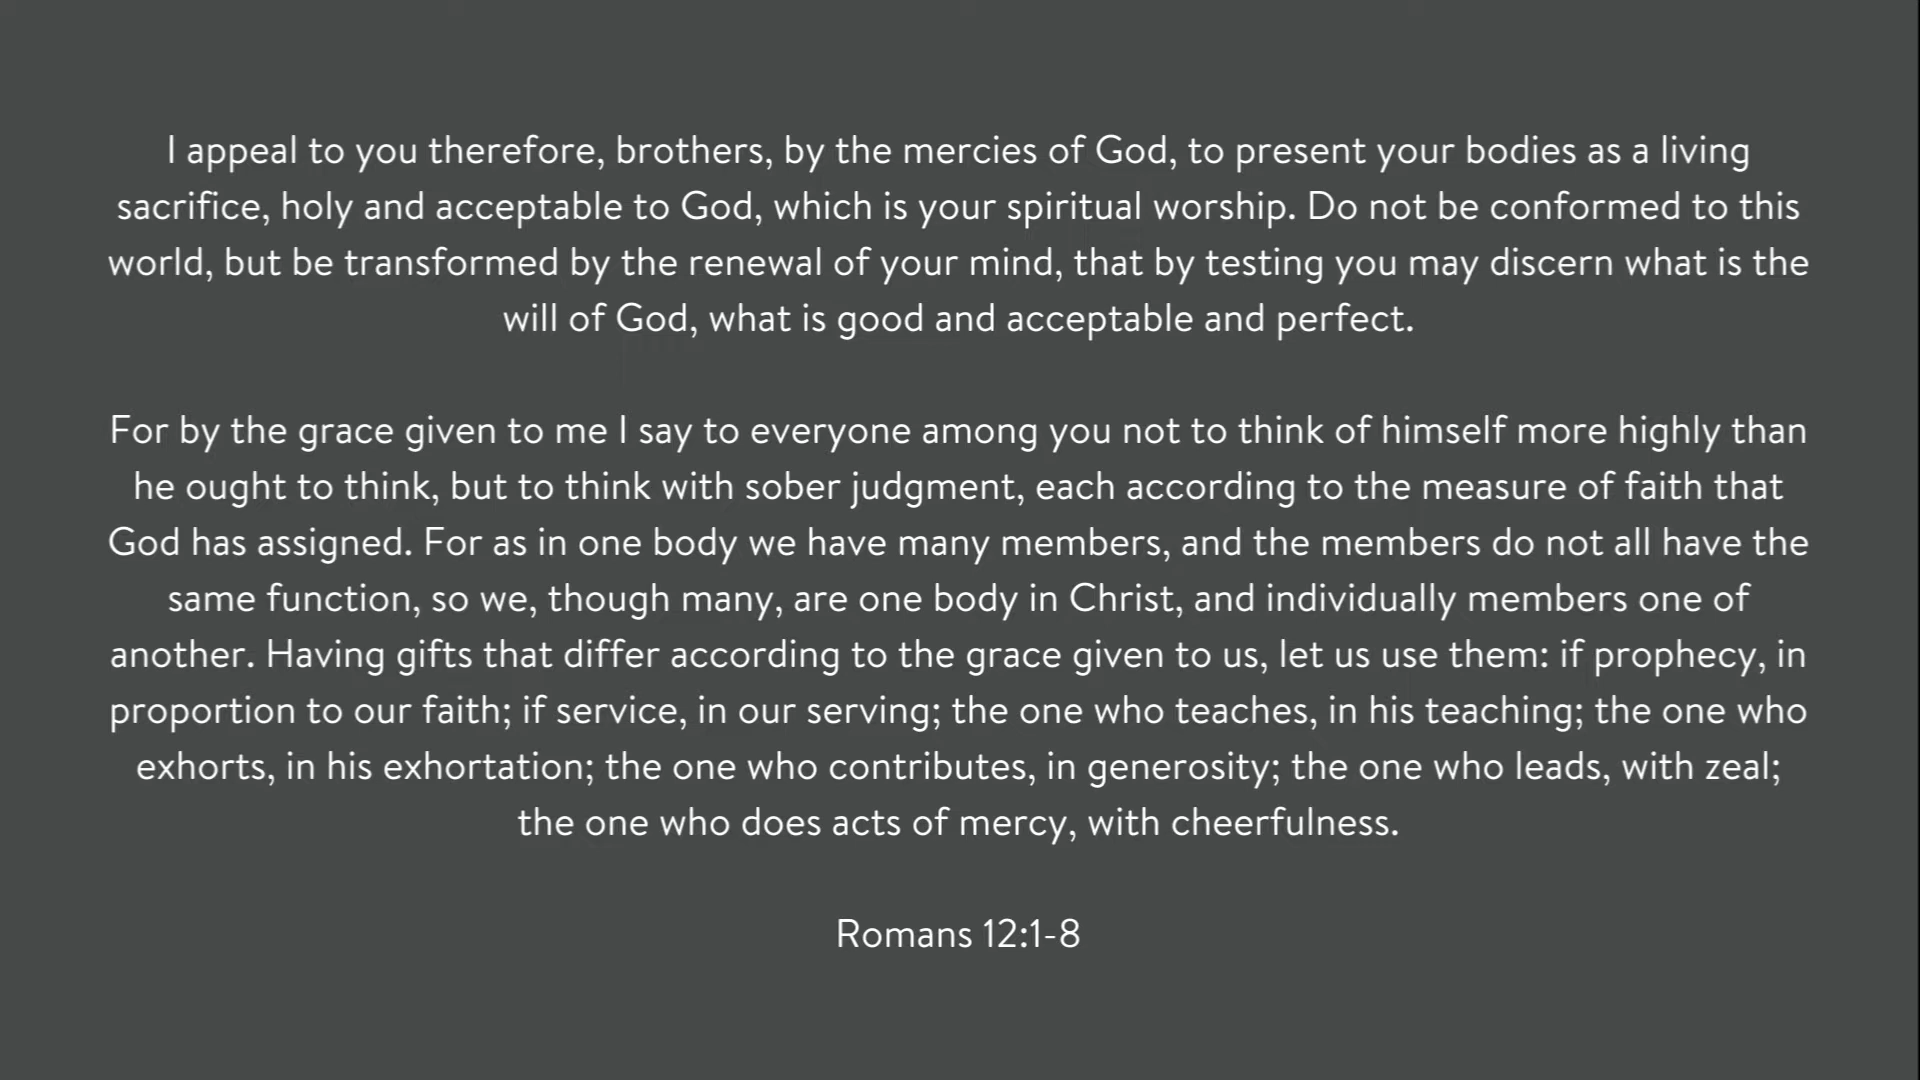 I appeal to you therefore, brothers, by the mercies of God, to present your bodies as a living
sacrifice, holy and acceptable to God, which is your spiritual worship. Do not be conformed to this
world, but be transformed by the renewal of your mind, that by testing you may discern what is the
will of God, what is good and acceptable and perfect.
For by the grace given to me I say to everyone among you not to think of himself more highly than
he ought to think, but to think with sober judgment, each according to the measure of faith that
God has assigned. For as in one body we have many members, and the members do not all have the
same function, so we, though many, are one body in Christ, and individually members one of
another. Having gifts that differ according to the grace given to us, let us use them: if prophecy, in
proportion to our faith; if service, in our serving; the one who teaches, in his teaching; the one who
exhorts, in his exhortation; the one who contributes, in generosity; the one who leads, with zeal;
the one who does acts of mercy, with cheerfulness.
Romans 12:1-8